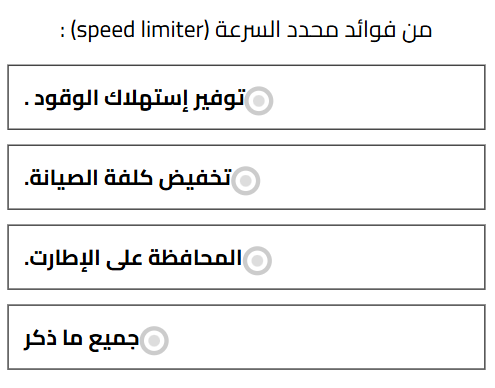 من فوائد محدد السرعة (speed limiter) :
توفير إستهلاك الوقود .
تخفيض كلفة الصيانة.
المحافظة على الإطارت.
جميع ما ذكر